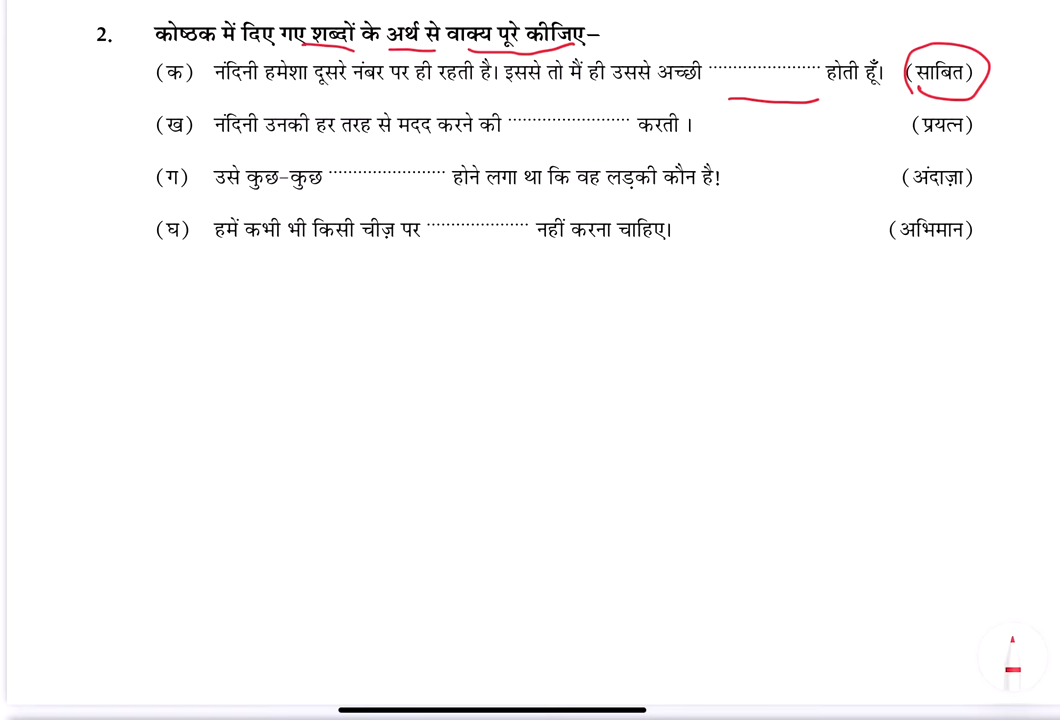 2. कोष्ठक में दिए गए शब्दों के अर्थ से वाक्य पूरे कीजिए–
(क) नंदिनी हमेशा दूसरे नंबर पर ही रहती है। इससे तो मैं ही उससे अच्छी ....................... होती हूँ। (साबित)
(ख) नंदिनी उनकी हर तरह से मदद करने की ......................... करती । (प्रयत्न)
(ग) उसे कुछ-कुछ ........................ होने लगा था कि वह लड़की कौन है! (अंदाज़ा)
(घ) हमें कभी भी किसी चीज़ पर ..................... नहीं करना चाहिए। (अभिमान)